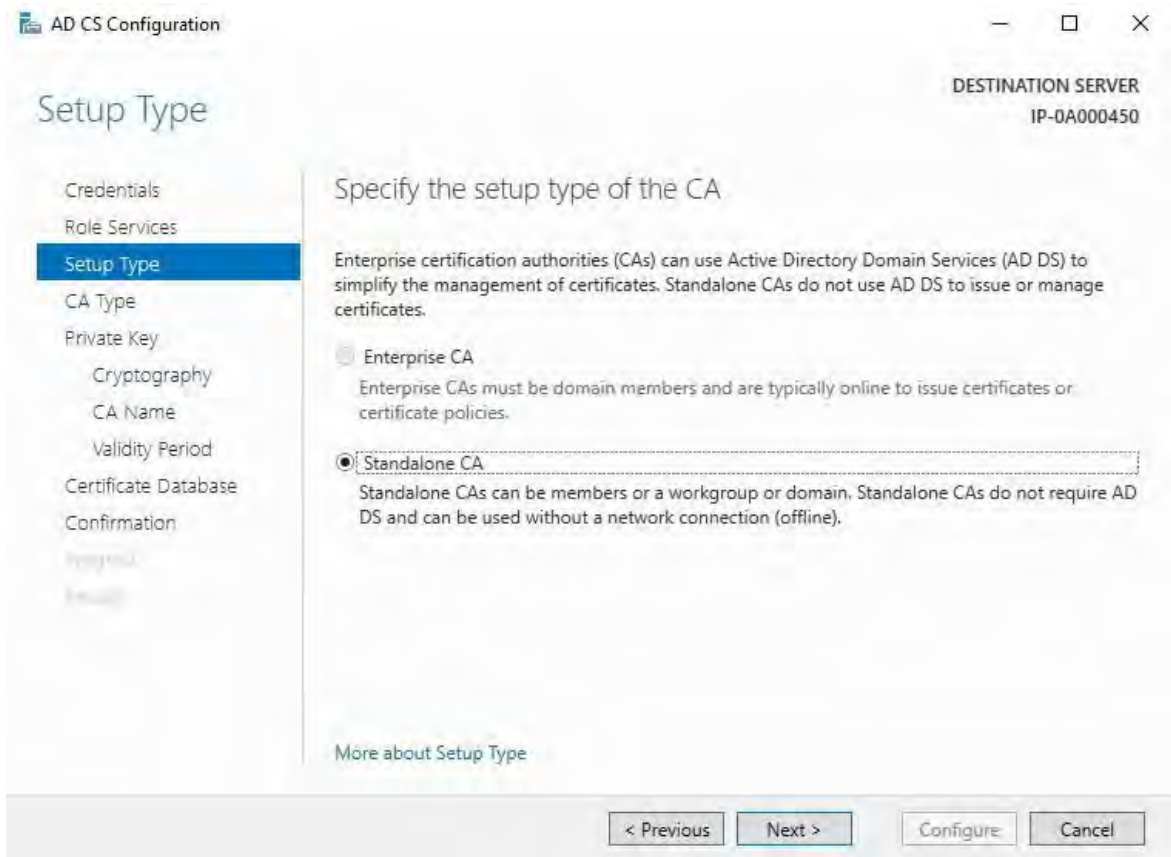 AD CS Configuration
DESTINATION SERVER
IP-0A000450
Setup Type
Credentials
Role Services
Setup Type
CA Type
Private Key
Cryptography
CA Name
Validity Period
Certificate Database
Confirmation
Specify the setup type of the CA
Enterprise certification authorities (CAs) can use Active Directory Domain Services (AD DS) to
simplify the management of certificates. Standalone CAs do not use AD DS to issue or manage
certificates.
Enterprise CA
Enterprise CAs must be domain members and are typically online to issue certificates or
certificate policies.
Standalone CA
Standalone CAs can be members or a workgroup or domain. Standalone CAs do not require AD
DS and can be used without a network connection (offline).
More about Setup Type
< Previous
Next >
Configure
Cancel